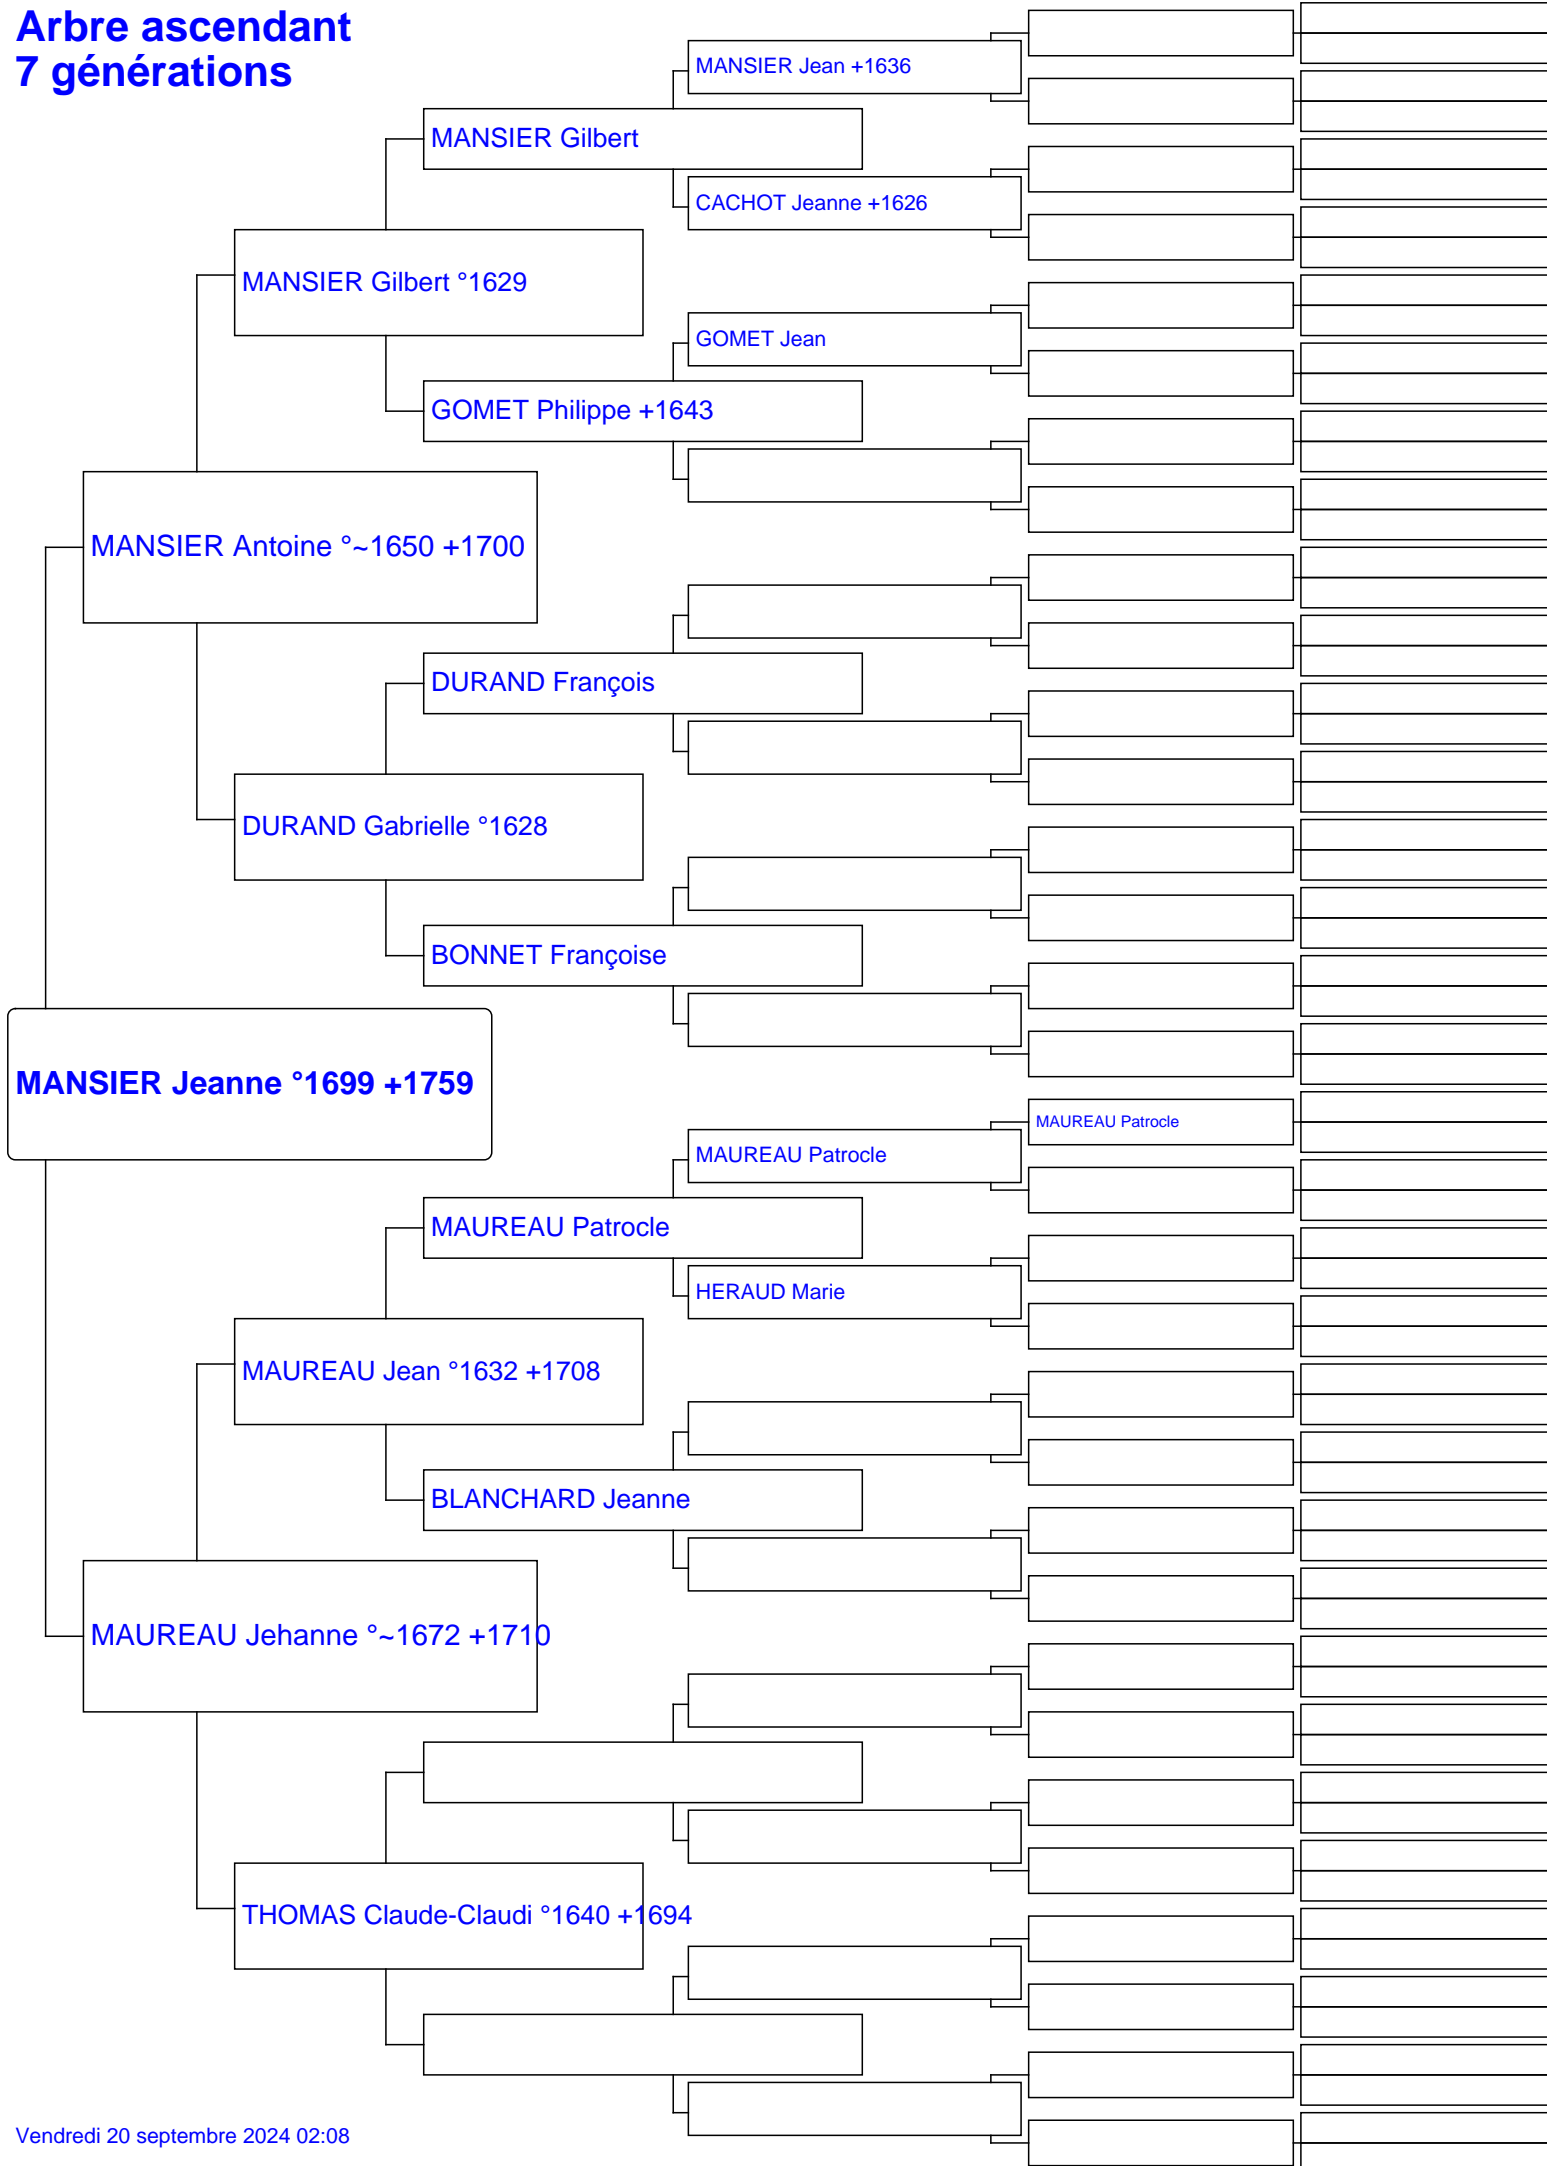 Arbre ascendant
7 générations
MANSIER Jean +1636
MANSIER Gilbert
CACHOT Jeanne +1626
MANSIER Gilbert °1629
GOMET Jean
GOMET Philippe +1643
MANSIER Antoine °~1650 +1700
DURAND François
DURAND Gabrielle °1628
BONNET Françoise
MANSIER Jeanne °1699 +1759
MAUREAU Patrocle
MAUREAU Patrocle
MAUREAU Patrocle
HERAUD Marie
MAUREAU Jean °1632 +1708
BLANCHARD Jeanne
MAUREAU Jehanne °~1672 +1710
THOMAS Claude-Claudi °1640 +1694
Vendredi 20 septembre 2024 02:08